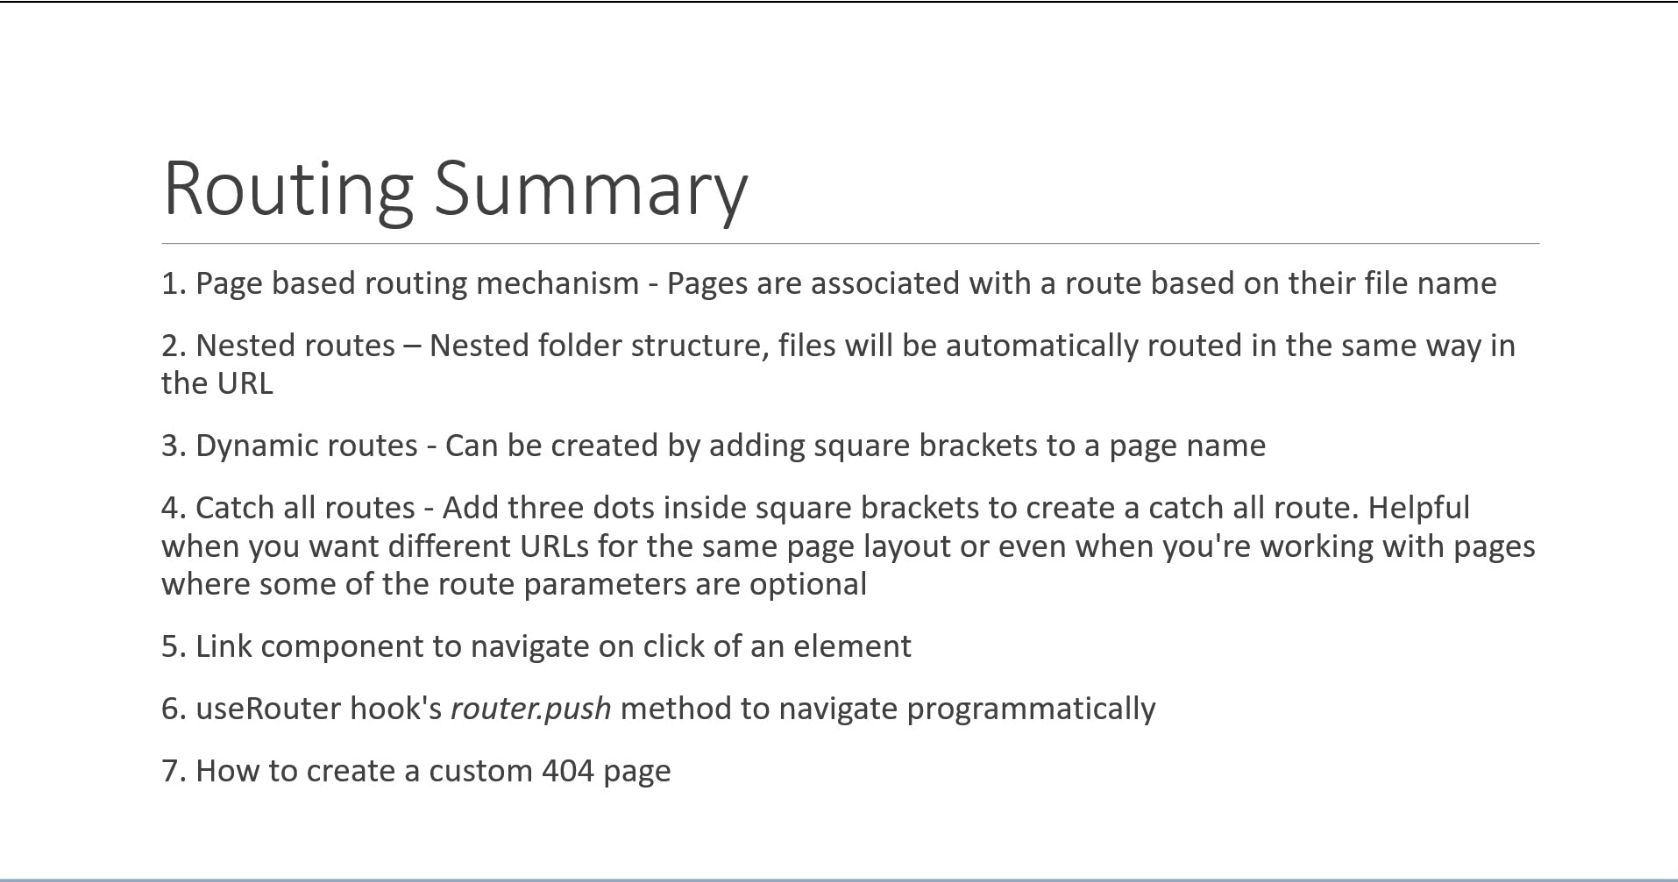 Routing Summary
1. Page based routing mechanism - Pages are associated with a route based on their file name
2. Nested routes – Nested folder structure, files will be automatically routed in the same way in
the URL
3. Dynamic routes - Can be created by adding square brackets to a page name
4. Catch all routes - Add three dots inside square brackets to create a catch all route. Helpful
when you want different URLs for the same page layout or even when you're working with pages
where some of the route parameters are optional
5. Link component to navigate on click of an element
6. useRouter hook's router.push method to navigate programmatically
7. How to create a custom 404 page